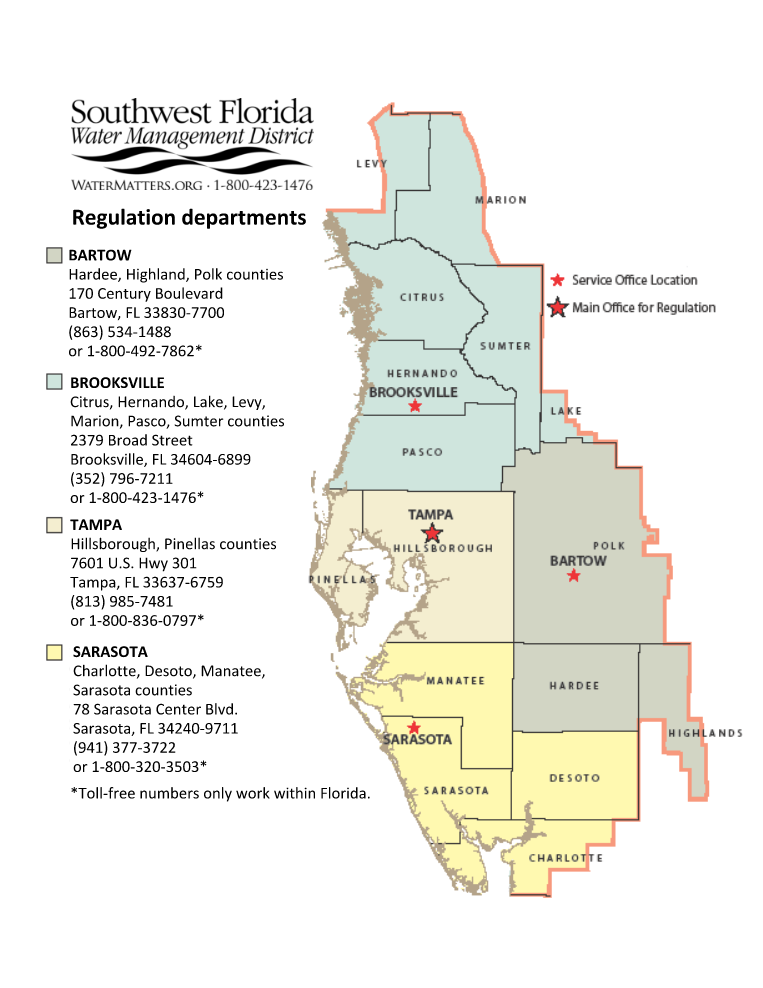 Southwest Florida
Water Management District
WATERMATTERS.ORG · 1-800-423-1476
Regulation departments
BARTOW
Hardee, Highland, Polk counties
170 Century Boulevard
Bartow, FL 33830-7700
(863) 534-1488
or 1-800-492-7862*
BROOKSVILLE
Citrus, Hernando, Lake, Levy,
Marion, Pasco, Sumter counties
2379 Broad Street
Brooksville, FL 34604-6899
(352) 796-7211
or 1-800-423-1476*
TAMPA
Hillsborough, Pinellas counties
7601 U.S. Hwy 301
Tampa, FL 33637-6759
(813) 985-7481
or 1-800-836-0797*
SARASOTA
Charlotte, Desoto, Manatee,
Sarasota counties
78 Sarasota Center Blvd.
Sarasota, FL 34240-9711
(941) 377-3722
or 1-800-320-3503*
*Toll-free numbers only work within Florida.
LEVY
MARION
Service Office Location
Main Office for Regulation
CITRUS
SUMTER
HERNANDO
BROOKSVILLE
LAKE
PASCO
TAMPA
HILLSBOROUGH
POLK
BARTOW
PINELLAS
MANATEE
HARDEE
HIGHLANDS
SARASOTA
DESOTO
SARASOTA
CHARLOTTE